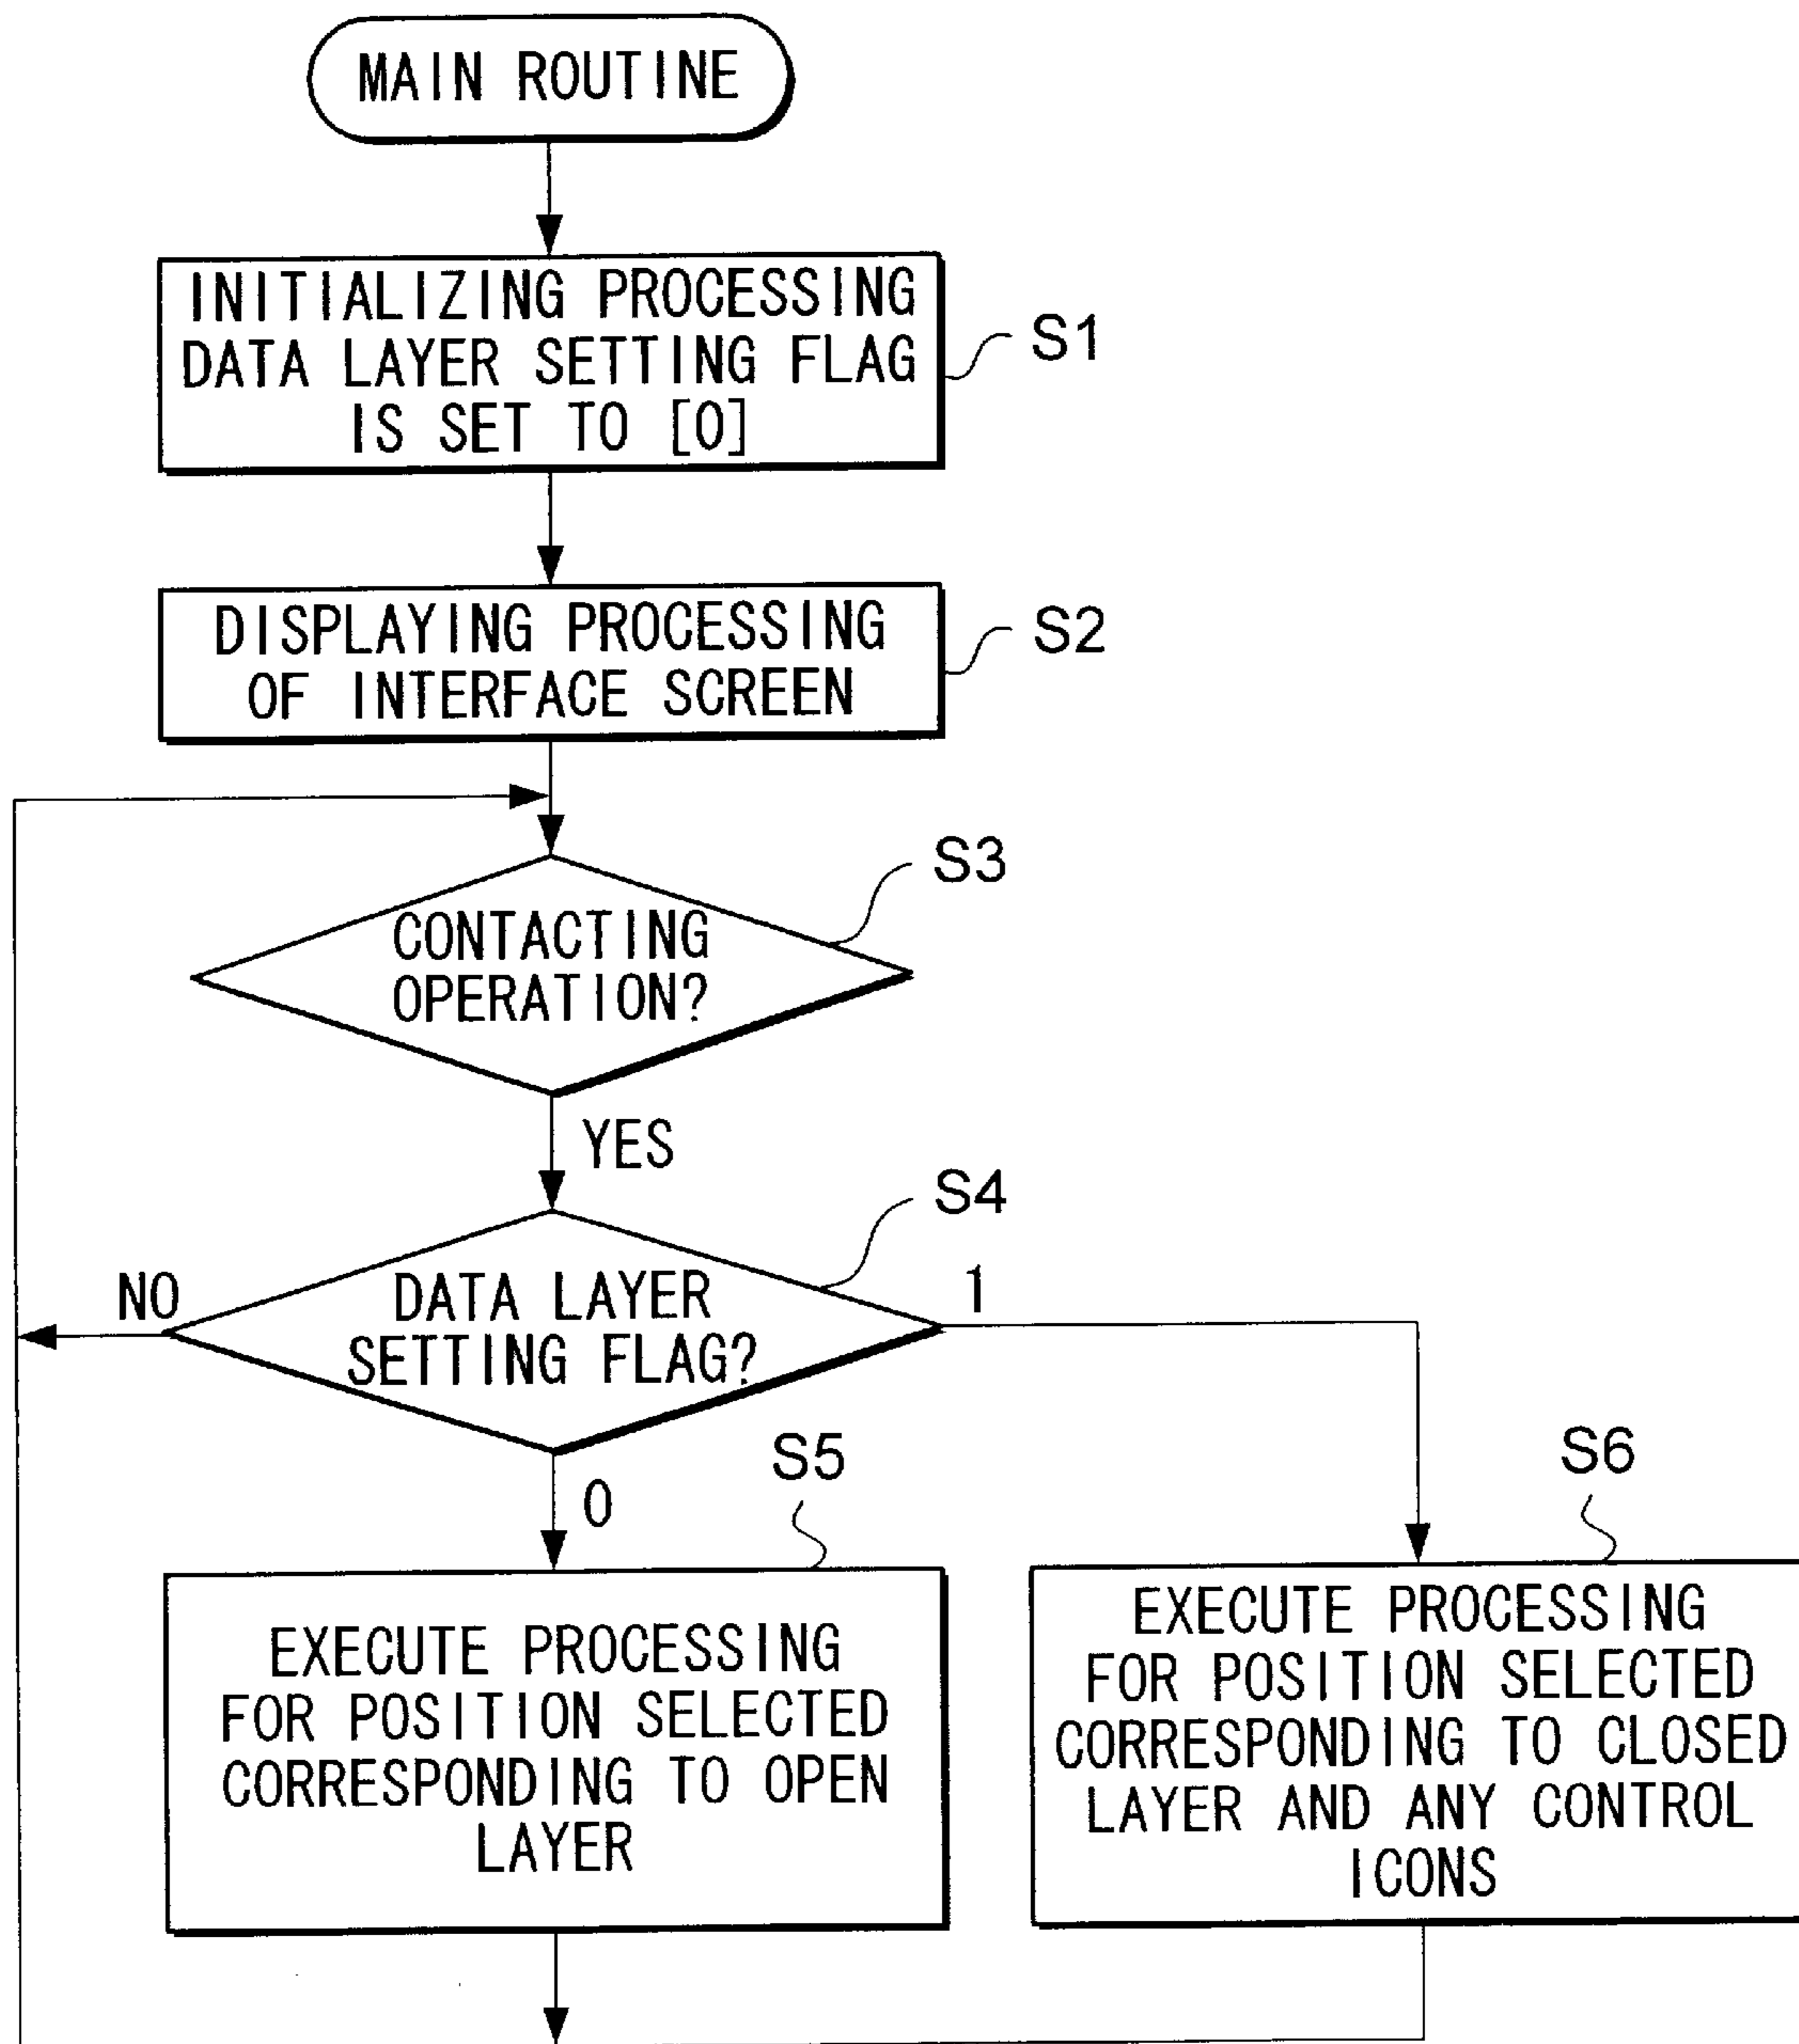 MAIN ROUTINE
INITIALIZING PROCESSING
DATA LAYER SETTING FLAG
IS SET TO [0]
S1
DISPLAYING PROCESSING
OF INTERFACE SCREEN
S2
S3
CONTACTING
OPERATION?
YES
S4
NO
DATA LAYER
SETTING FLAG?
1
0
S5
S6
EXECUTE PROCESSING
FOR POSITION SELECTED
CORRESPONDING TO OPEN
LAYER
EXECUTE PROCESSING
FOR POSITION SELECTED
CORRESPONDING TO CLOSED
LAYER AND ANY CONTROL
ICONS